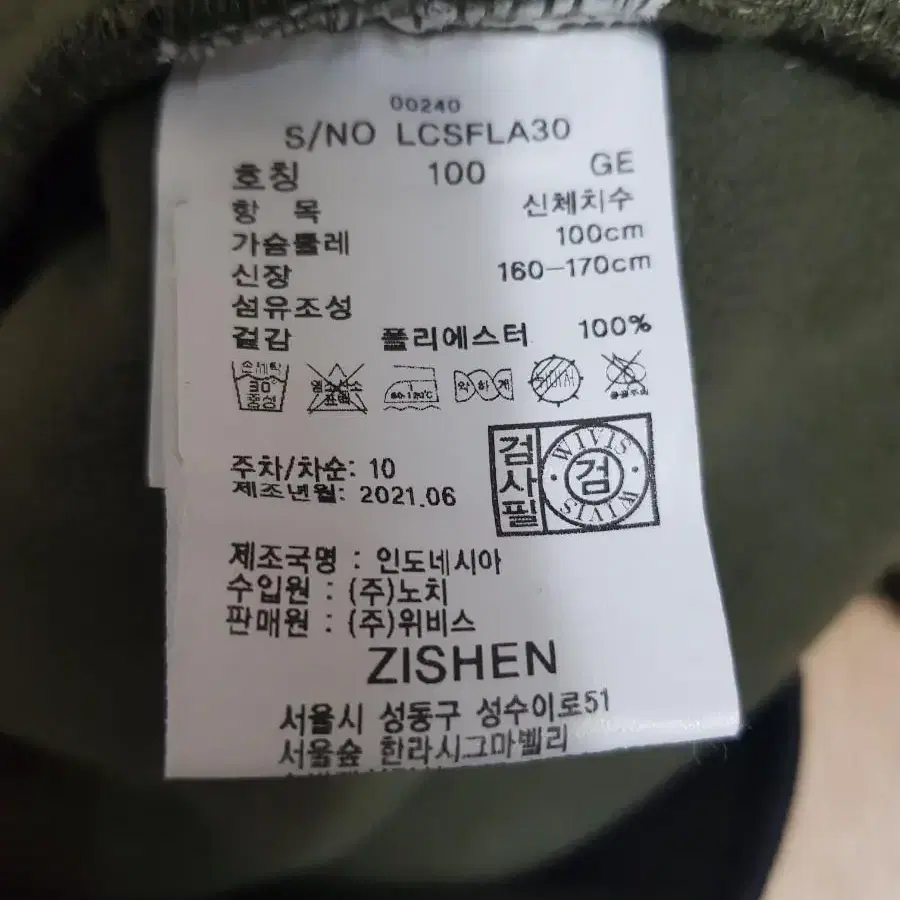 00240
S/NO LCSFLA30
호칭 100 GE
항 목 신체치수
가슴둘레 100cm
신장 160-170cm
섬유조성
겉감 폴리에스터 100%
손세탁 30° 중성
염소산소 표백
80-120℃
약하게
드라이
주차/차순: 10
제조년월: 2021.06
검사필
WIVIS
검
WIVIS
제조국명 : 인도네시아
수입원 : (주)노치
판매원 : (주)위비스
ZISHEN
서울시 성동구 성수이로51
서울숲 한라시그마밸리